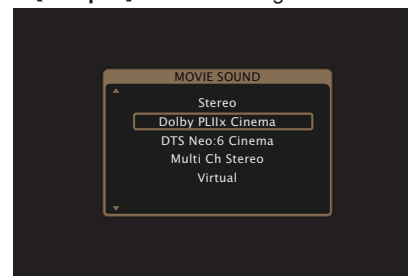 MOVIE SOUND
Stereo
Dolby PLIIx Cinema
DTS Neo:6 Cinema
Multi Ch Stereo
Virtual